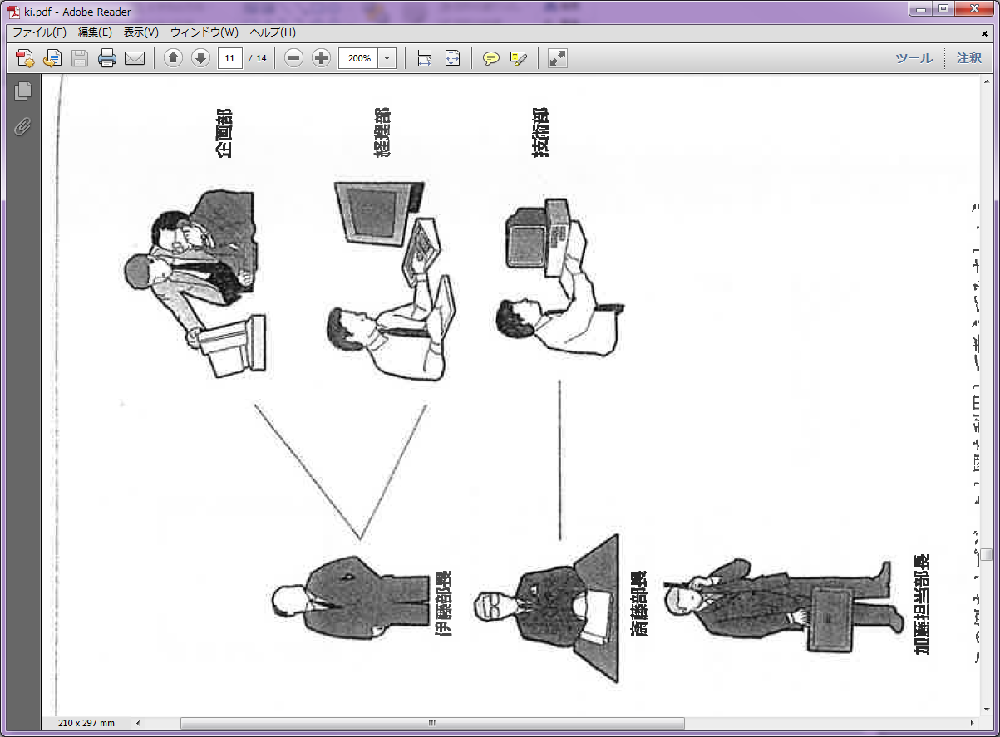 ki.pdf - Adobe Reader
ファイル(F) 編集(E) 表示(V) ウィンドウ(W) ヘルプ(H)
11 / 14
200%
ツール
注釈
企画部
経理部
技術部
伊藤部長
斎藤部長
加藤担当部長
210 x 297 mm